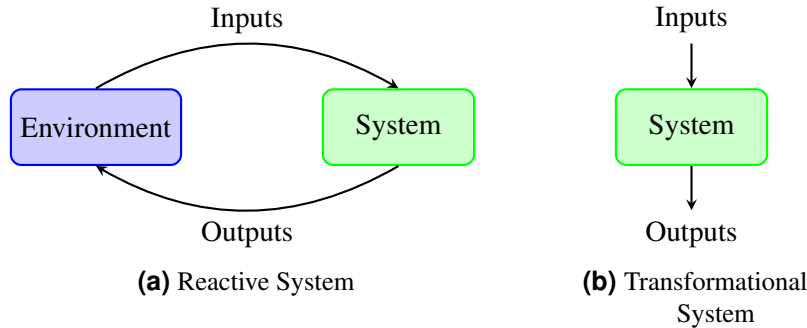 Inputs
Environment
System
Outputs
(a) Reactive System
Inputs
System
Outputs
(b) Transformational
System